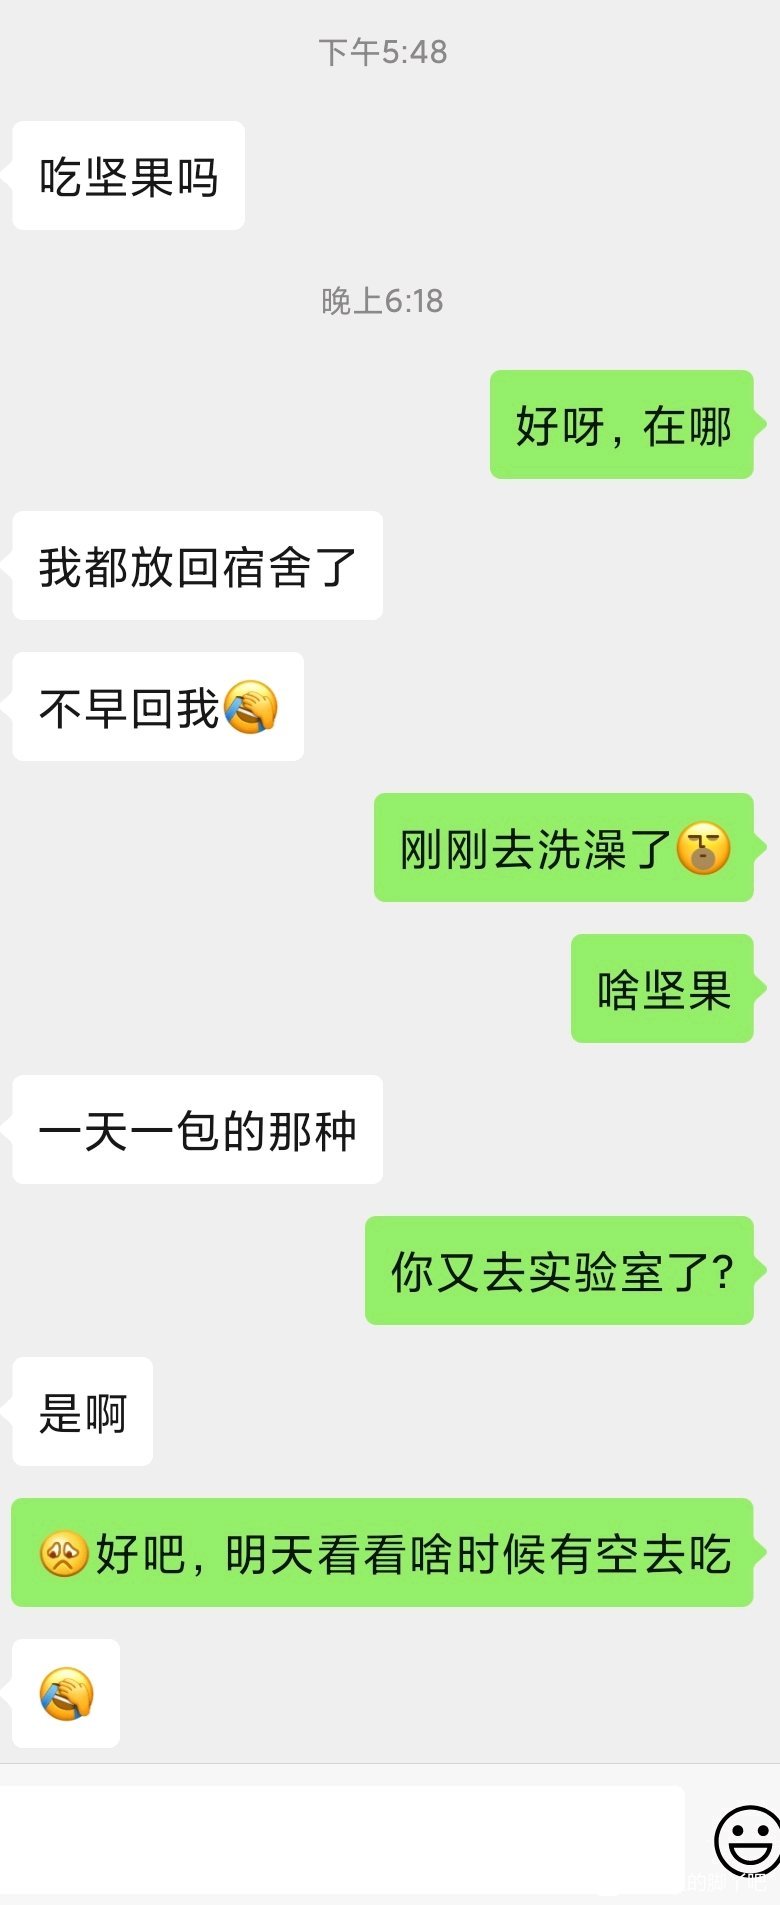 下午5:48
吃坚果吗
晚上6:18
好呀，在哪
我都放回宿舍了
不早回我🤦
刚刚去洗澡了
啥坚果
一天一包的那种
你又去实验室了?
是啊
好吧，明天看看啥时候有空去吃